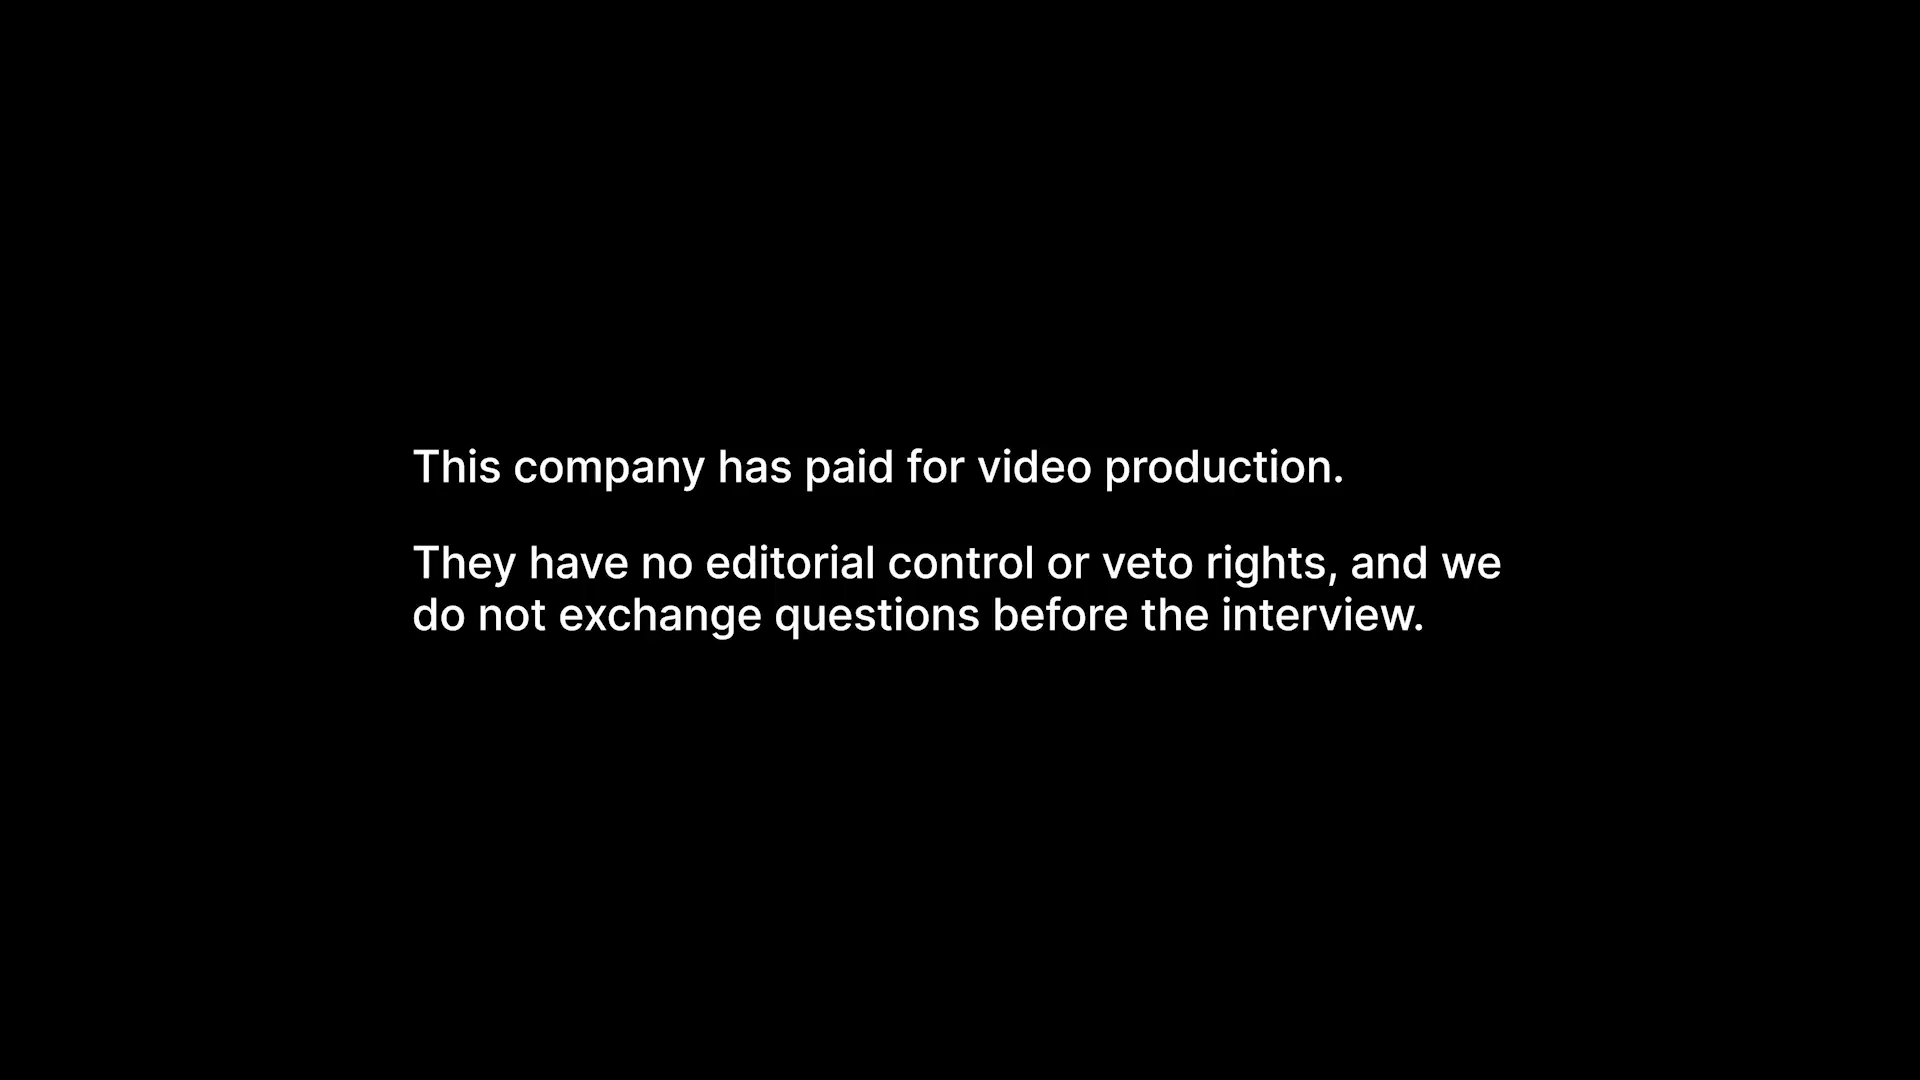 This company has paid for video production.
They have no editorial control or veto rights, and we
do not exchange questions before the interview.